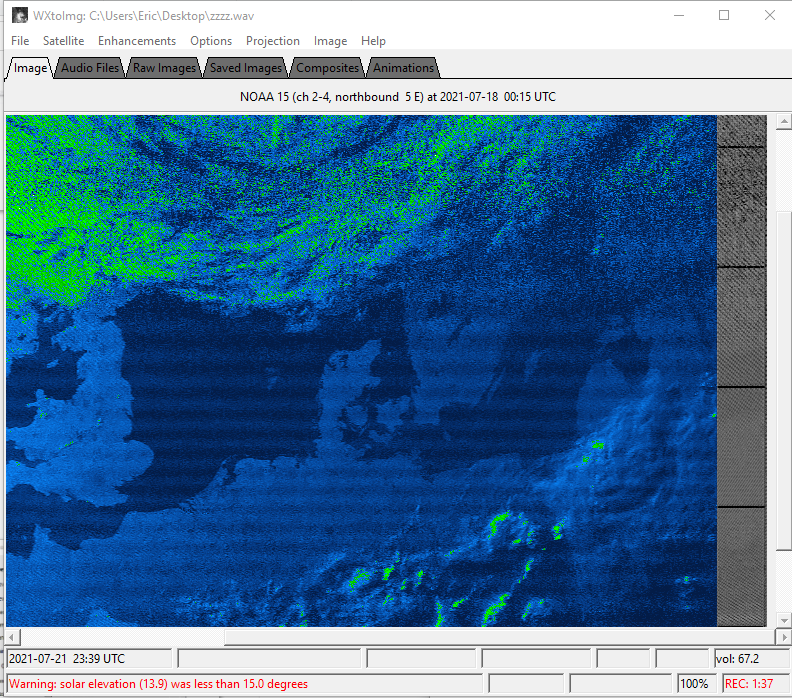 WXtoImg: C:\Users\Eric\Desktop\zzzz.wav
File Satellite Enhancements Options Projection Image Help
Image Audio Files Raw Images Saved Images Composites Animations
NOAA 15 (ch 2-4, northbound 5 E) at 2021-07-18 00:15 UTC
2021-07-21 23:39 UTC vol: 67.2
Warning: solar elevation (13.9) was less than 15.0 degrees 100% REC: 1:37